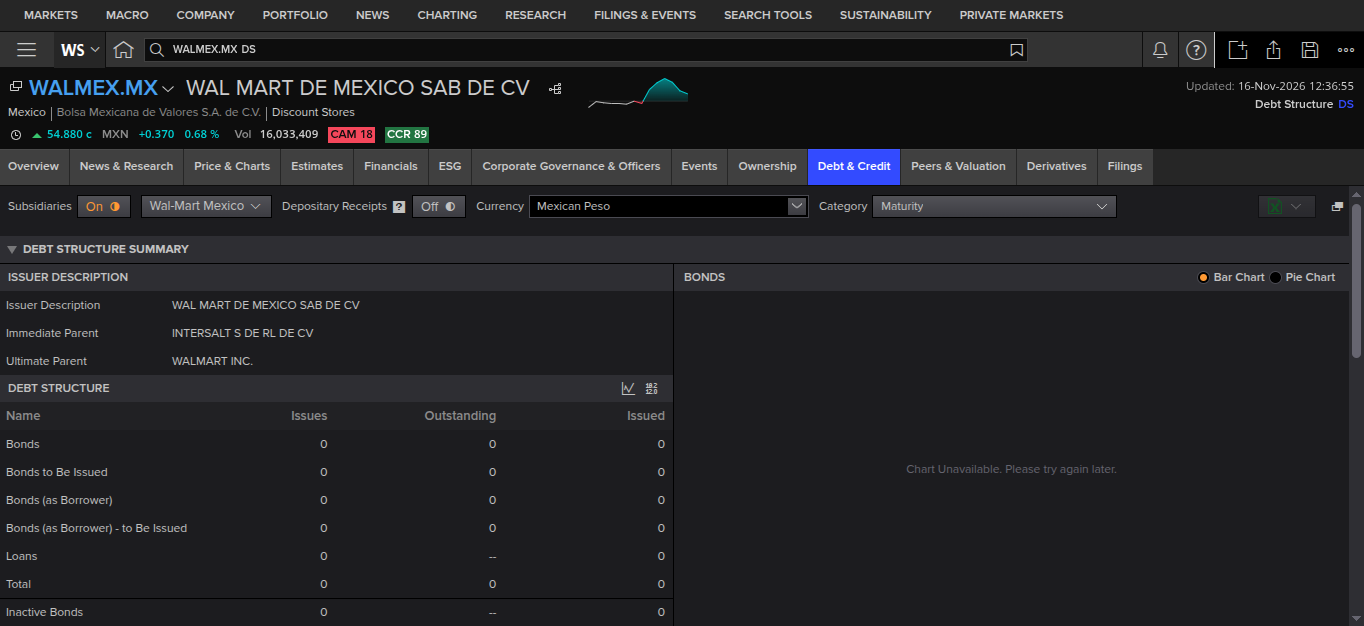 MARKETS MACRO COMPANY PORTFOLIO NEWS CHARTING RESEARCH FILINGS & EVENTS SEARCH TOOLS SUSTAINABILITY PRIVATE MARKETS
WS WALMEX.MX DS ?
WALMEX.MX WAL MART DE MEXICO SAB DE CV
Updated: 16-Nov-2026 12:36:55
Mexico | Bolsa Mexicana de Valores S.A. de C.V. | Discount Stores
Debt Structure DS
54.880 c MXN +0.370 0.68 % Vol 16,033,409 CAM 18 CCR 89
Overview News & Research Price & Charts Estimates Financials ESG Corporate Governance & Officers Events Ownership Debt & Credit Peers & Valuation Derivatives Filings
Subsidiaries On Wal-Mart Mexico Depositary Receipts ? Off Currency Mexican Peso Category Maturity
DEBT STRUCTURE SUMMARY
ISSUER DESCRIPTION
Issuer Description WAL MART DE MEXICO SAB DE CV
Immediate Parent INTERSALT S DE RL DE CV
Ultimate Parent WALMART INC.
DEBT STRUCTURE
Name Issues Outstanding Issued
Bonds 0 0 0
Bonds to Be Issued 0 0 0
Bonds (as Borrower) 0 0 0
Bonds (as Borrower) - to Be Issued 0 0 0
Loans 0 -- 0
Total 0 0 0
Inactive Bonds 0 -- 0
BONDS Bar Chart Pie Chart
Chart Unavailable. Please try again later.